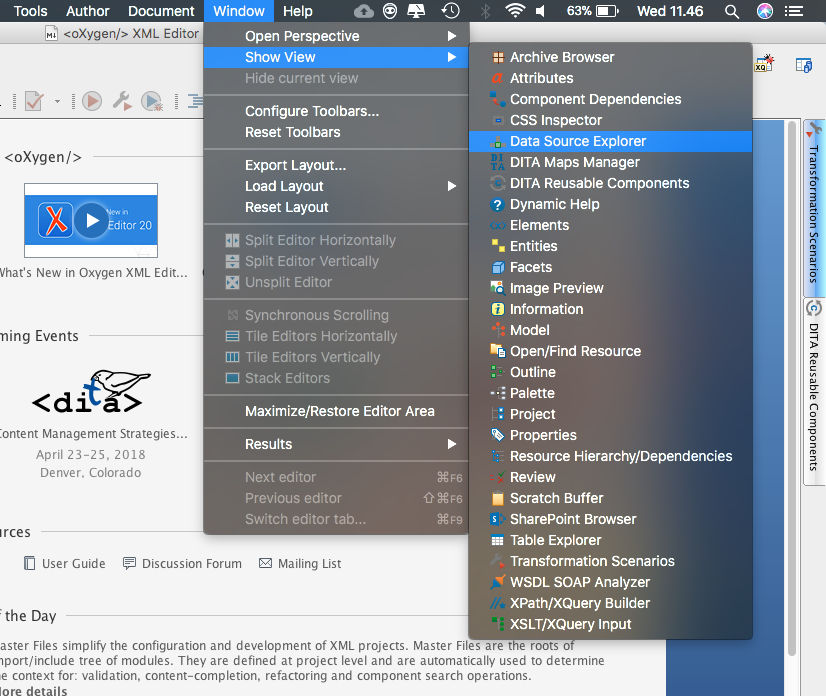 Tools Author Document Window Help 63% Wed 11.46
<oXygen/> XML Editor
Open Perspective
Show View
Hide current view
Configure Toolbars...
Reset Toolbars
Export Layout...
Load Layout
Reset Layout
Split Editor Horizontally
Split Editor Vertically
Unsplit Editor
Synchronous Scrolling
Tile Editors Horizontally
Tile Editors Vertically
Stack Editors
Maximize/Restore Editor Area
Results
Next editor ⌘F6
Previous editor ⇧⌘F6
Switch editor tab... ⌘F9
Archive Browser
Attributes
Component Dependencies
CSS Inspector
Data Source Explorer
DITA Maps Manager
DITA Reusable Components
Dynamic Help
Elements
Entities
Facets
Image Preview
Information
Model
Open/Find Resource
Outline
Palette
Project
Properties
Resource Hierarchy/Dependencies
Review
Scratch Buffer
SharePoint Browser
Table Explorer
Transformation Scenarios
WSDL SOAP Analyzer
XPath/XQuery Builder
XSLT/XQuery Input
<oXygen/>
New in
Editor 20
What's New in Oxygen XML Edit...
ming Events
<dita>
Content Management Strategies...
April 23-25, 2018
Denver, Colorado
urces
User Guide Discussion Forum Mailing List
f the Day
aster Files simplify the configuration and development of XML projects. Master Files are the roots of
mport/include tree of modules. They are defined at project level and are automatically used to determine
he context for: validation, content-completion, refactoring and component search operations.
ore details
Transformation Scenarios
DITA Reusable Components